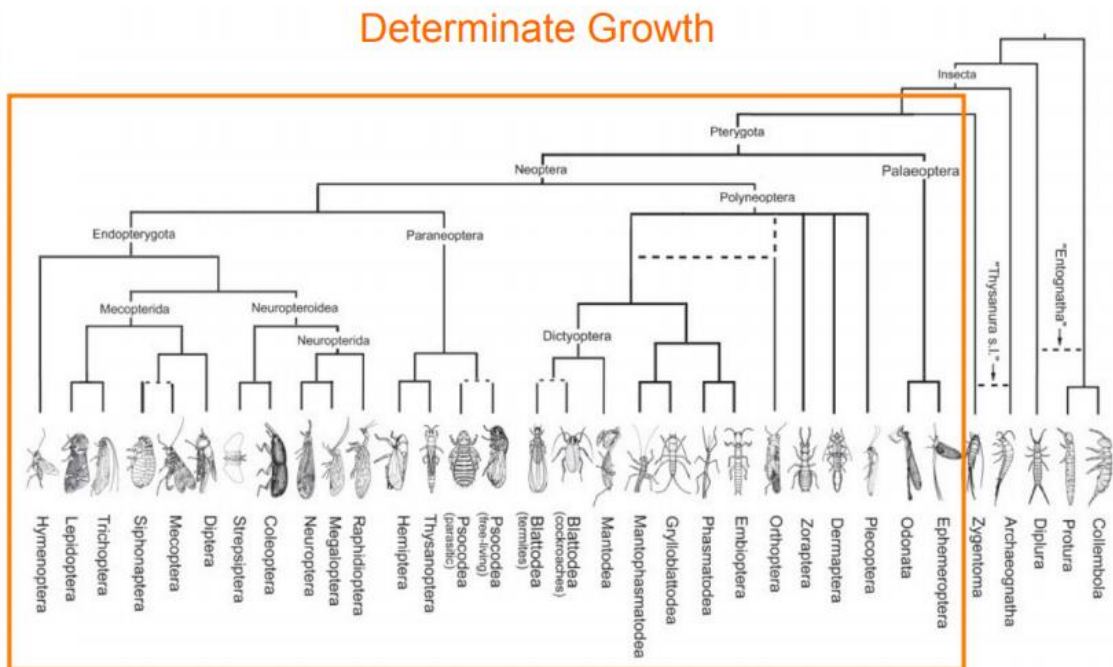 Determinate Growth
Insecta
Pterygota
Neoptera
Palaeoptera
Polyneoptera
Endopterygota
Paraneoptera
"Thysanura s.l."
"Entognatha"
Mecopterida
Neuropteroidea
Neuropterida
Dictyoptera
Hymenoptera
Lepidoptera
Trichoptera
Siphonaptera
Mecoptera
Diptera
Strepsiptera
Coleoptera
Neuroptera
Megaloptera
Raphidioptera
Hemiptera
Thysanoptera
Psocodea
(parasitic)
Psocodea
(free-living)
Blattodea
(termites)
Blattodea
(cockroaches)
Mantodea
Mantophasmatodea
Grylloblattodea
Phasmatodea
Embioptera
Orthoptera
Zoraptera
Dermaptera
Plecoptera
Odonata
Ephemeroptera
Zygentoma
Archaeognatha
Diplura
Protura
Collembola